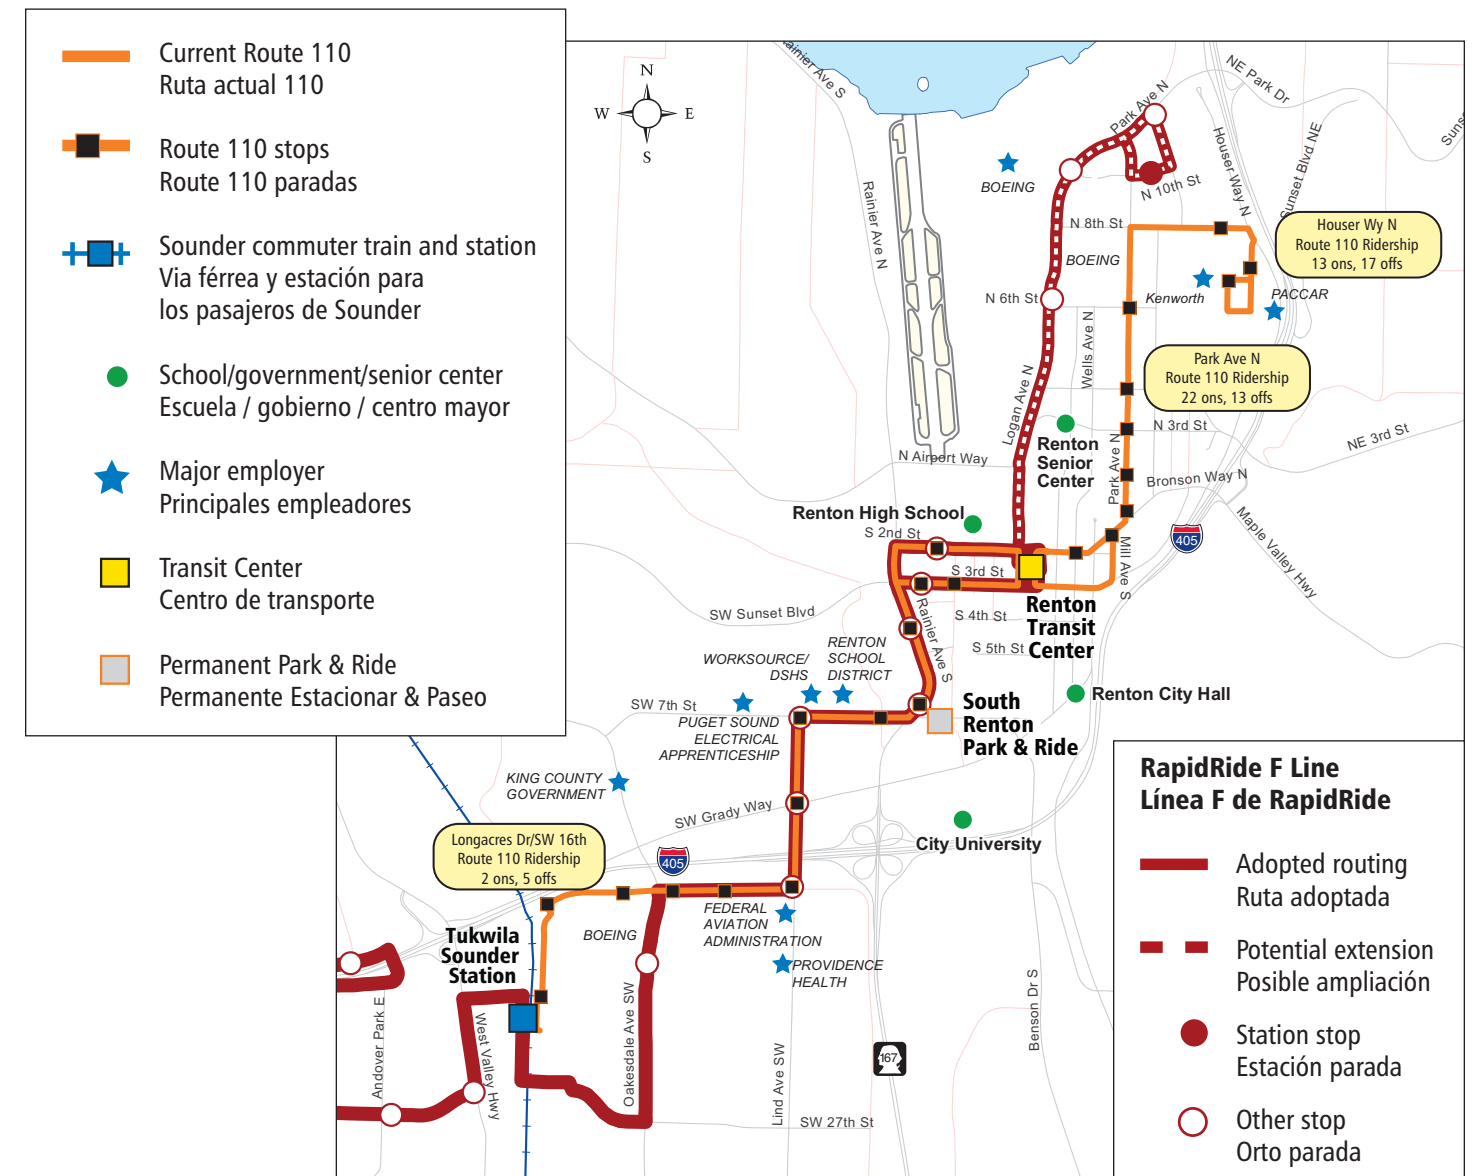 Current Route 110
Ruta actual 110
Route 110 stops
Route 110 paradas
Sounder commuter train and station
Via férrea y estación para
los pasajeros de Sounder
School/government/senior center
Escuela / gobierno / centro mayor
Major employer
Principales empleadores
Transit Center
Centro de transporte
Permanent Park & Ride
Permanente Estacionar & Paseo
N
W
E
S
Rainier Ave S
Park Ave N
NE Park Dr
Houser Way N
Sunset Blvd NE
BOEING
N 10th St
Rainier Ave N
N 8th St
BOEING
Houser Wy N
Route 110 Ridership
13 ons, 17 offs
N 6th St
Kenworth
PACCAR
Wells Ave N
Park Ave N
Route 110 Ridership
22 ons, 13 offs
Logan Ave N
N 3rd St
NE 3rd St
Renton
Senior
Center
N Airport Way
Park Ave N
Bronson Way N
Renton High School
S 2nd St
405
Maple Valley Hwy
Mill Ave S
S 3rd St
Renton
Transit
Center
SW Sunset Blvd
Rainier Ave S
S 4th St
S 5th St
WORKSOURCE/
DSHS
RENTON
SCHOOL
DISTRICT
Renton City Hall
SW 7th St
PUGET SOUND
ELECTRICAL
APPRENTICESHIP
South
Renton
Park & Ride
KING COUNTY
GOVERNMENT
SW Grady Way
City University
Longacres Dr/SW 16th
Route 110 Ridership
2 ons, 5 offs
405
FEDERAL
AVIATION
ADMINISTRATION
BOEING
Tukwila
Sounder
Station
PROVIDENCE
HEALTH
Andover Park E
West Valley Hwy
Oakesdale Ave SW
Lind Ave SW
167
Benson Dr S
SW 27th St
RapidRide F Line
Línea F de RapidRide
Adopted routing
Ruta adoptada
Potential extension
Posible ampliación
Station stop
Estación parada
Other stop
Orto parada